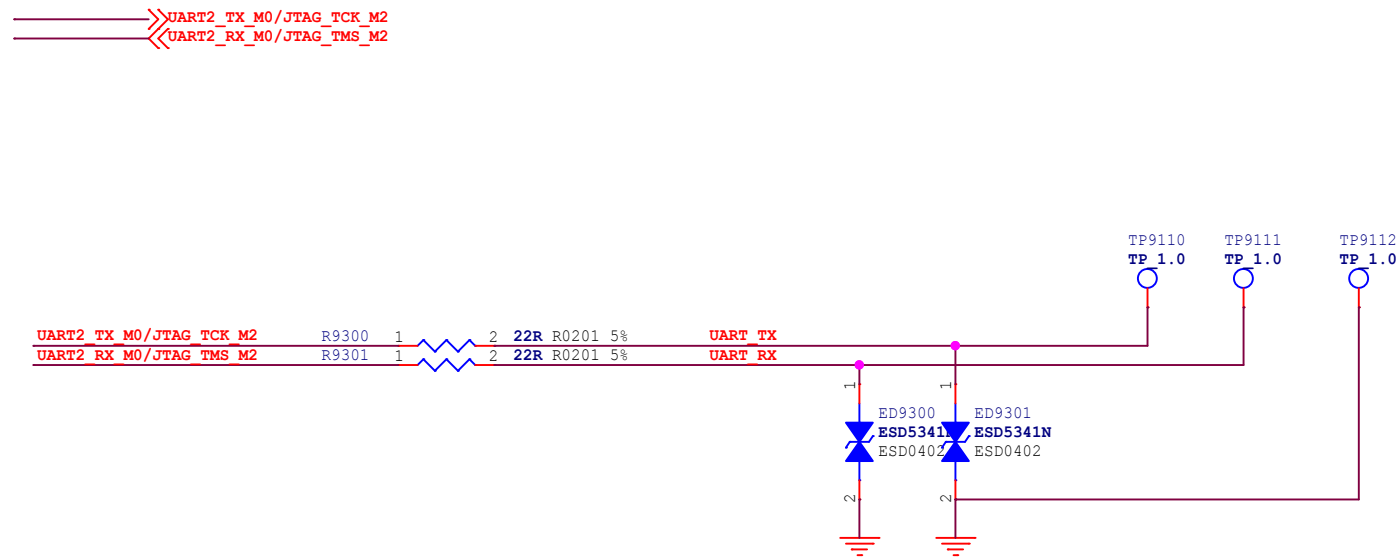 UART2_TX_M0/JTAG_TCK_M2
UART2_RX_M0/JTAG_TMS_M2
TP9110 TP9111 TP9112
TP_1.0 TP_1.0 TP_1.0
UART2_TX_M0/JTAG_TCK_M2 R9300 1 2 22R R0201 5% UART_TX
UART2_RX_M0/JTAG_TMS_M2 R9301 1 2 22R R0201 5% UART_RX
1 1
ED9300 ED9301
ESD5341 ESD5341N
ESD0402 ESD0402
2 2